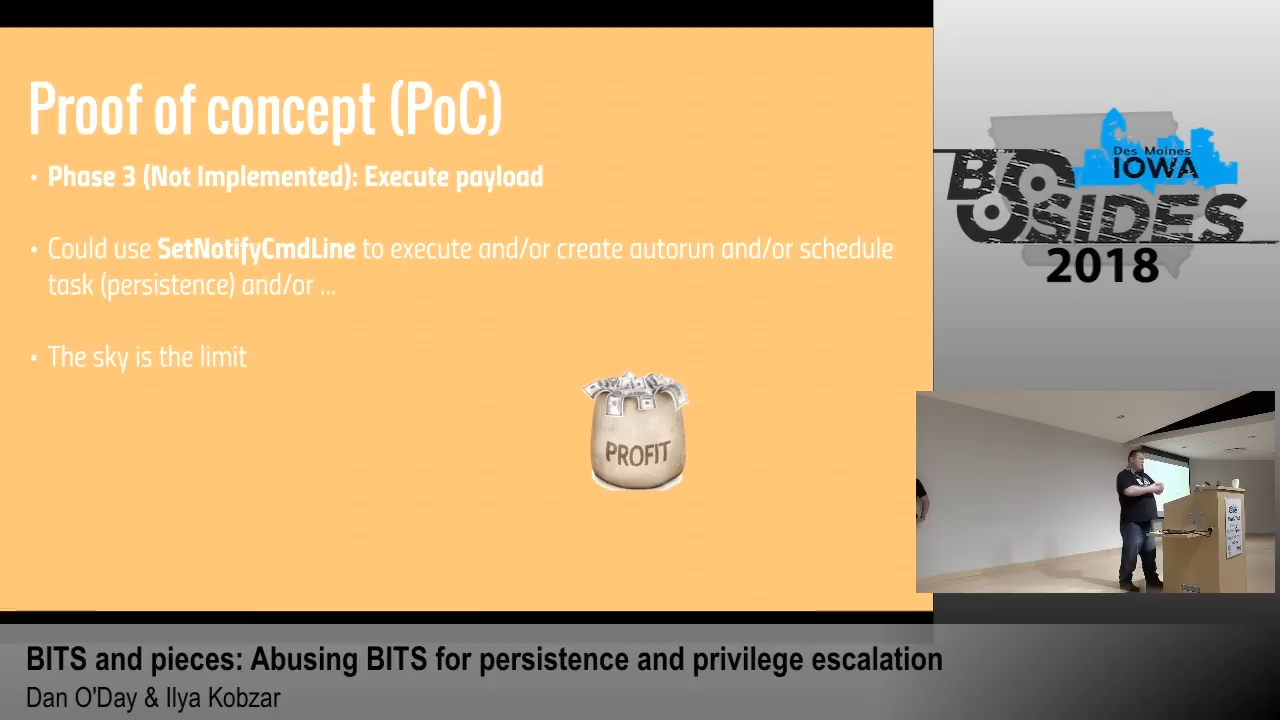 Proof of concept (PoC)
• Phase 3 (Not Implemented): Execute payload
• Could use SetNotifyCmdLine to execute and/or create autorun and/or schedule
task (persistence) and/or ...
• The sky is the limit
PROFIT
Des Moines
IOWA
BSIDES
2018
BITS and pieces: Abusing BITS for persistence and privilege escalation
Dan O'Day & Ilya Kobzar